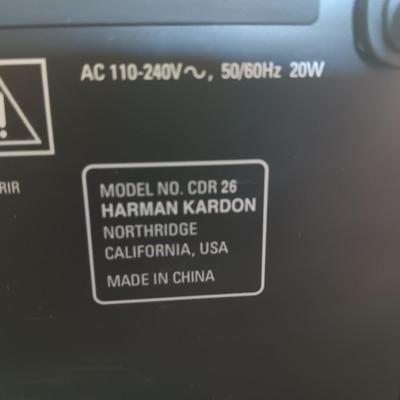 AC 110-240V~, 50/60Hz 20W
!
RIR
MODEL NO. CDR 26
HARMAN KARDON
NORTHRIDGE
CALIFORNIA, USA
MADE IN CHINA